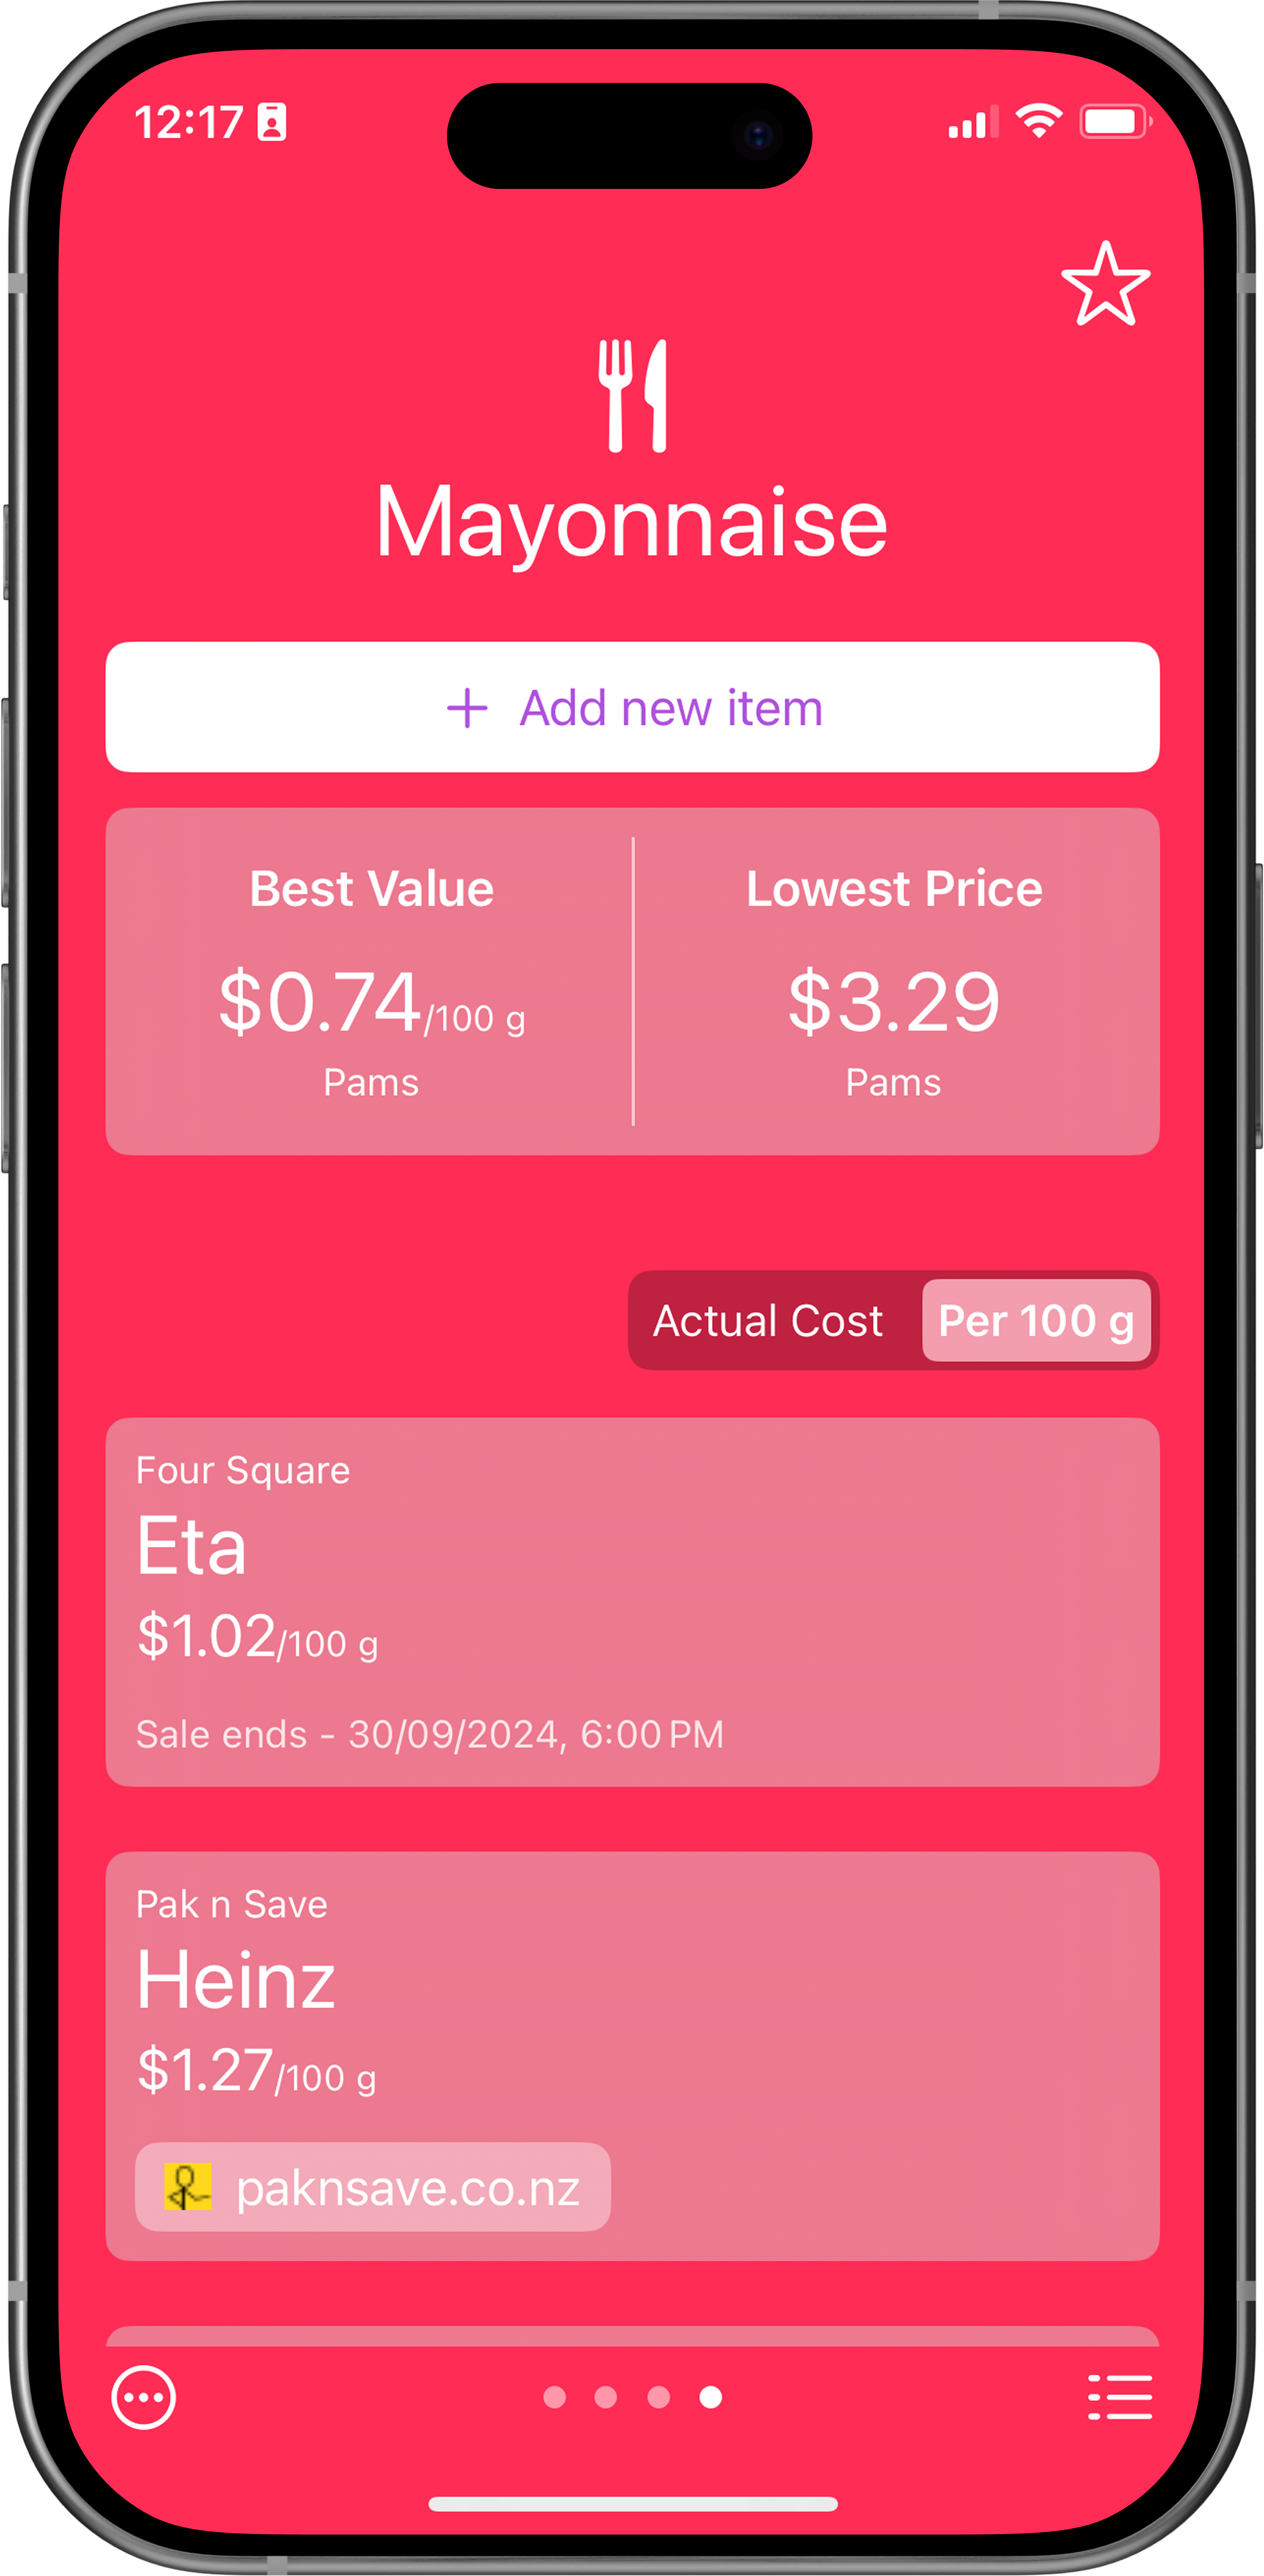 12:17
Mayonnaise
+ Add new item
Best Value
$0.74/100 g
Pams
Lowest Price
$3.29
Pams
Actual Cost
Per 100 g
Four Square
Eta
$1.02/100 g
Sale ends - 30/09/2024, 6:00 PM
Pak n Save
Heinz
$1.27/100 g
paknsave.co.nz